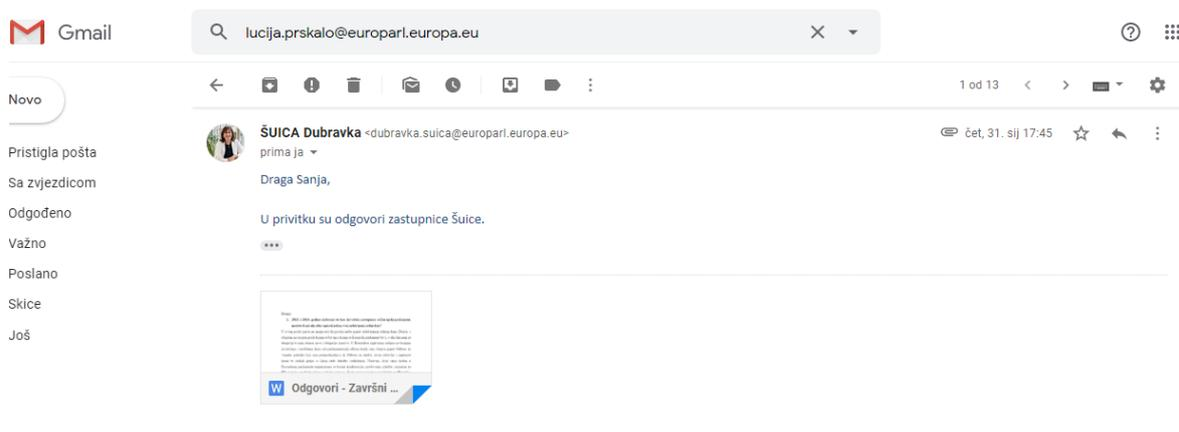 Gmail
lucija.prskalo@europarl.europa.eu
Novo
1 od 13
ŠUICA Dubravka <dubravka.suica@europarl.europa.eu>
čet, 31. sij 17:45
prima ja
Pristigla pošta
Draga Sanja,
Sa zvjezdicom
Odgođeno
U privitku su odgovori zastupnice Šuice.
Važno
Poslano
Skice
Još
W Odgovori - Završni ...